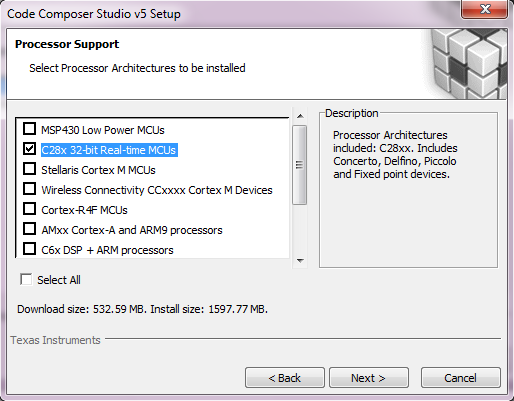 Code Composer Studio v5 Setup
Processor Support
Select Processor Architectures to be installed
MSP430 Low Power MCUs
C28x 32-bit Real-time MCUs
Stellaris Cortex M MCUs
Wireless Connectivity CCxxxx Cortex M Devices
Cortex-R4F MCUs
AMxx Cortex-A and ARM9 processors
C6x DSP + ARM processors
Select All
Description
Processor Architectures
included: C28xx. Includes
Concerto, Delfino, Piccolo
and Fixed point devices.
Download size: 532.59 MB. Install size: 1597.77 MB.
Texas Instruments
< Back
Next >
Cancel